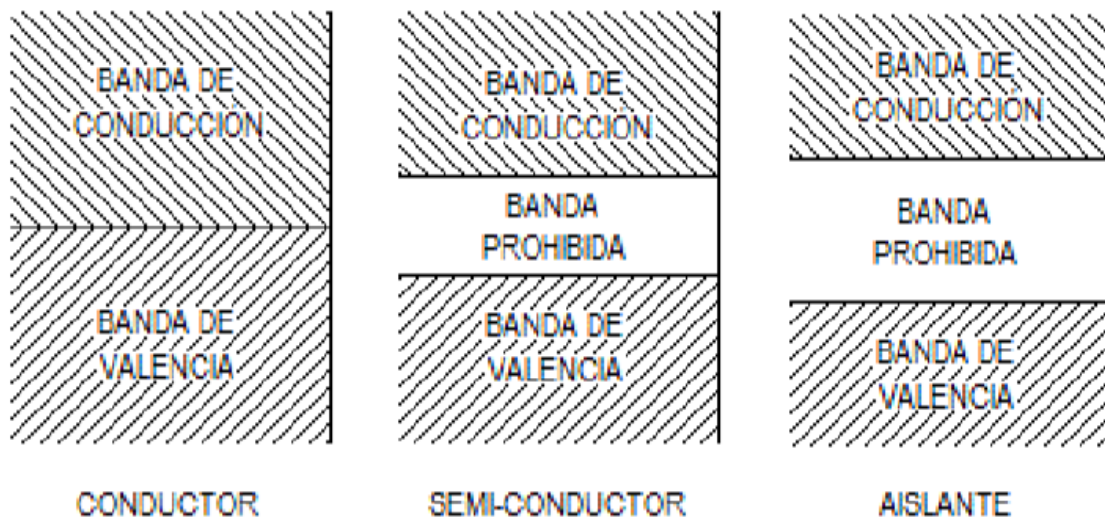 BANDA DE
CONDUCCIÓN
BANDA DE
VALENCIA
CONDUCTOR
BANDA DE
CONDUCCIÓN
BANDA
PROHIBIDA
BANDA DE
VALENCIA
SEMI-CONDUCTOR
BANDA DE
CONDUCCIÓN
BANDA
PROHIBIDA
BANDA DE
VALENCIA
AISLANTE